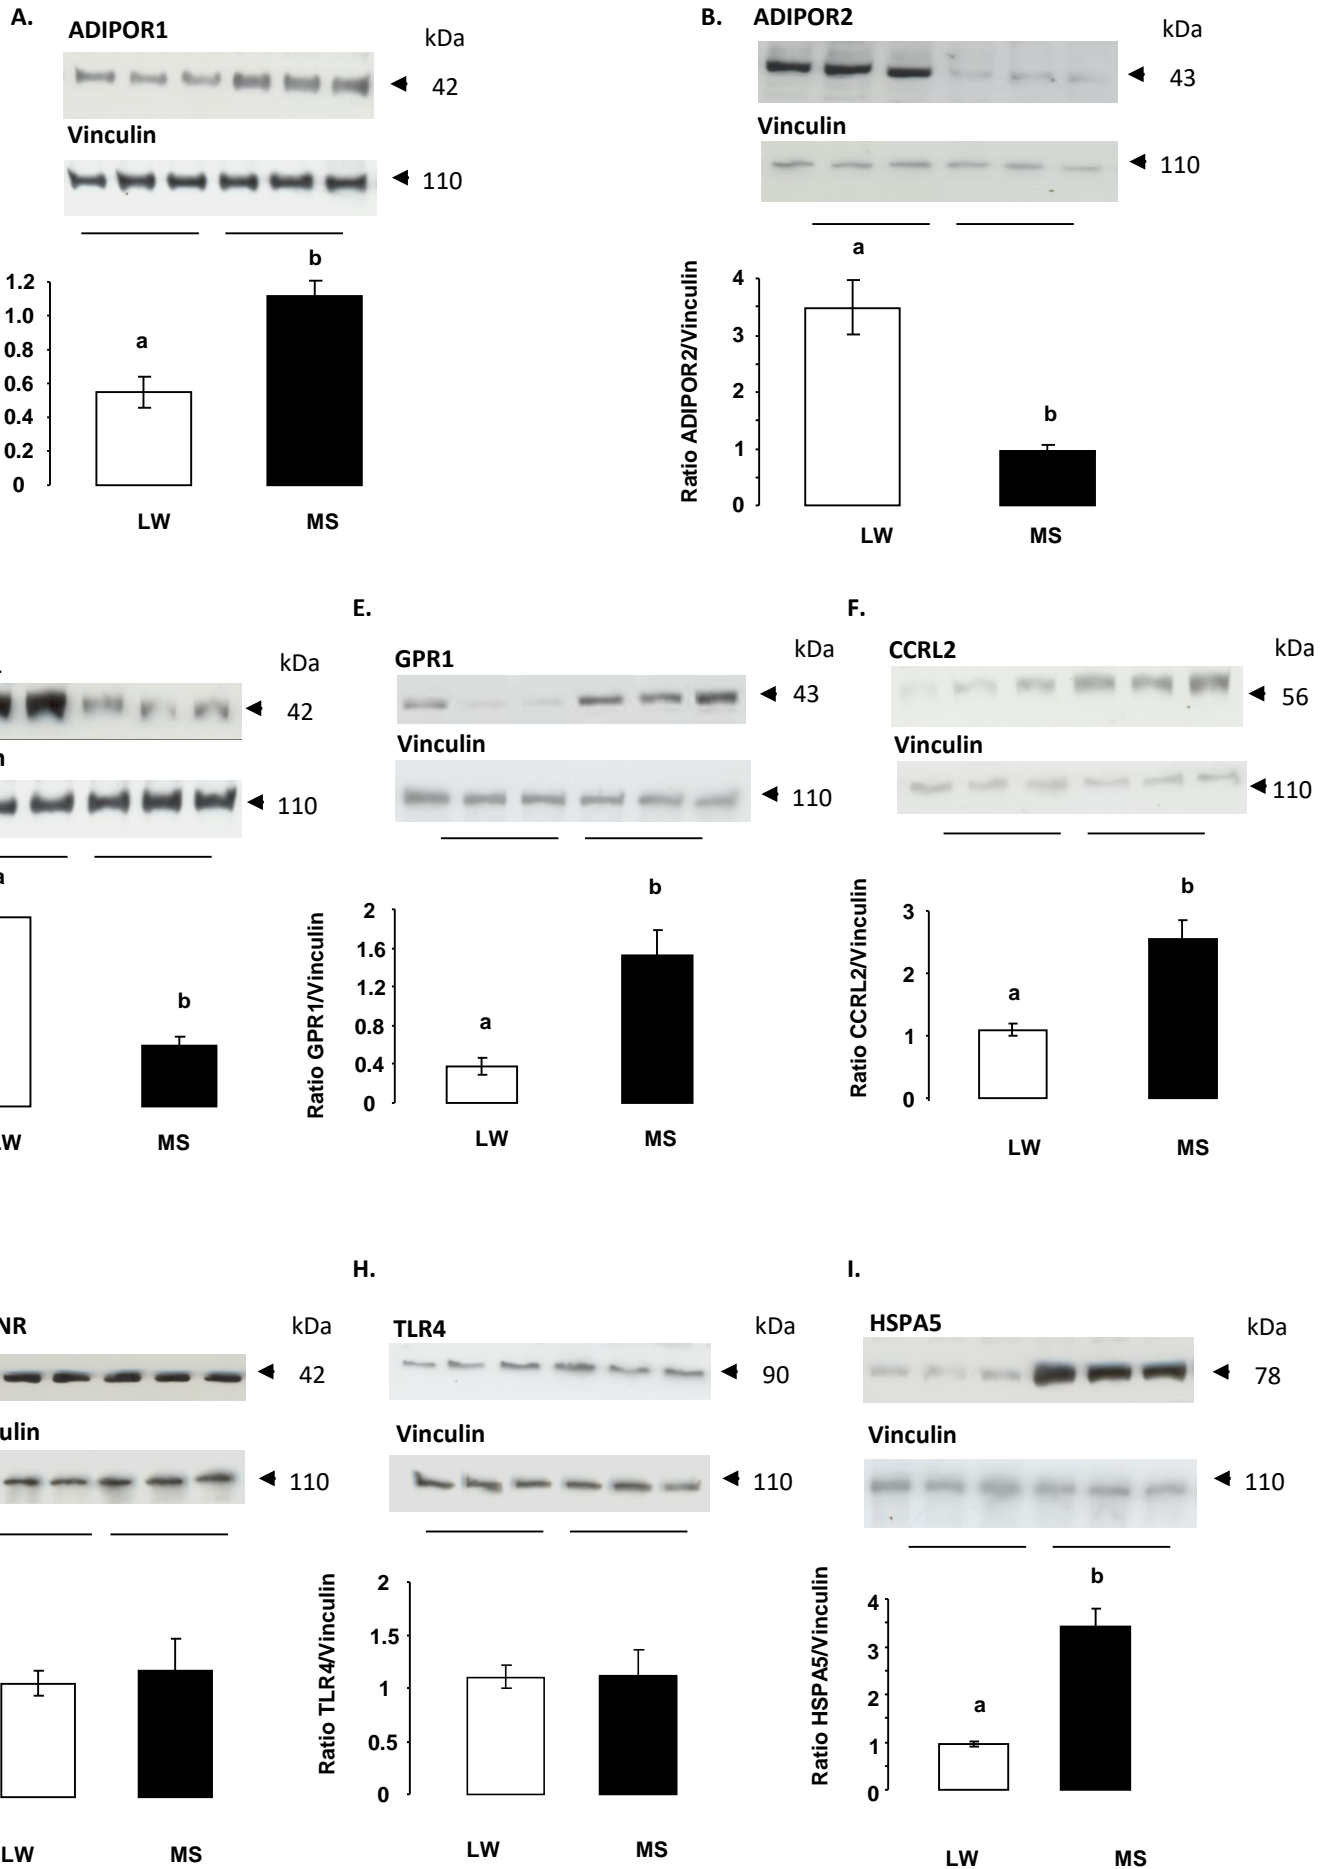 A.
ADIPOR1
kDa
42
Vinculin
110
b
a
1.2
1.0
0.8
0.6
0.4
0.2
0
LW MS
B.
ADIPOR2
kDa
43
Vinculin
110
a
b
Ratio ADIPOR2/Vinculin
4
3
2
1
0
LW MS
kDa
42
110
b
MS
E.
GPR1
kDa
43
Vinculin
110
b
a
Ratio GPR1/Vinculin
2
1.6
1.2
0.8
0.4
0
LW MS
F.
CCRL2
kDa
56
Vinculin
110
b
a
Ratio CCRL2/Vinculin
3
2
1
0
LW MS
NR
kDa
42
ulin
110
LW MS
H.
TLR4
kDa
90
Vinculin
110
Ratio TLR4/Vinculin
2
1.5
1
0.5
0
LW MS
I.
HSPA5
kDa
78
Vinculin
110
b
a
Ratio HSPA5/Vinculin
4
3
2
1
0
LW MS